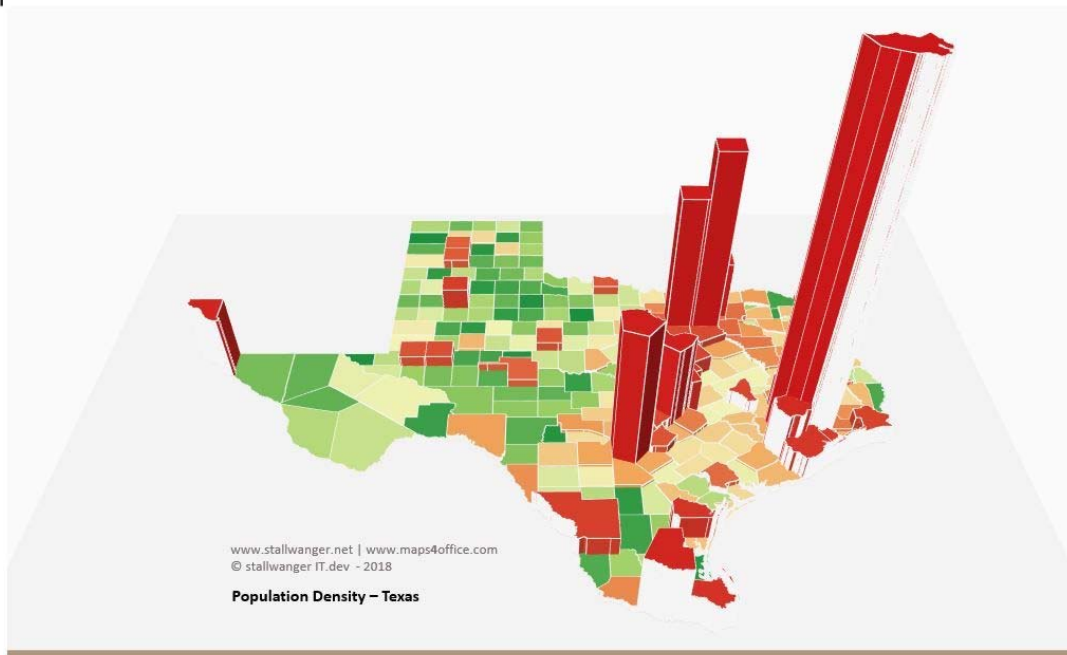 www.stallwanger.net | www.maps4office.com
© stallwanger IT.dev - 2018
Population Density – Texas